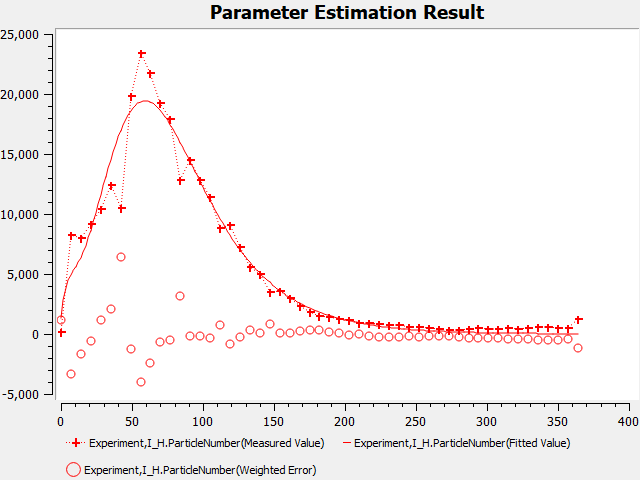 Parameter Estimation Result
25,000
20,000
15,000
10,000
5,000
0
-5,000
0 50 100 150 200 250 300 350 400
Experiment,I_H.ParticleNumber(Measured Value) Experiment,I_H.ParticleNumber(Fitted Value)
Experiment,I_H.ParticleNumber(Weighted Error)